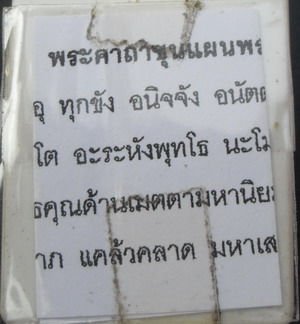 พระคาถาขุนแผนพร
อุ ทุกขัง อนิจจัง อนัตต
โต อะระหังพุทโธ นะโม
ธคุณด้านเมตตามหานิย
าภ แคล้วคลาด มหาเส